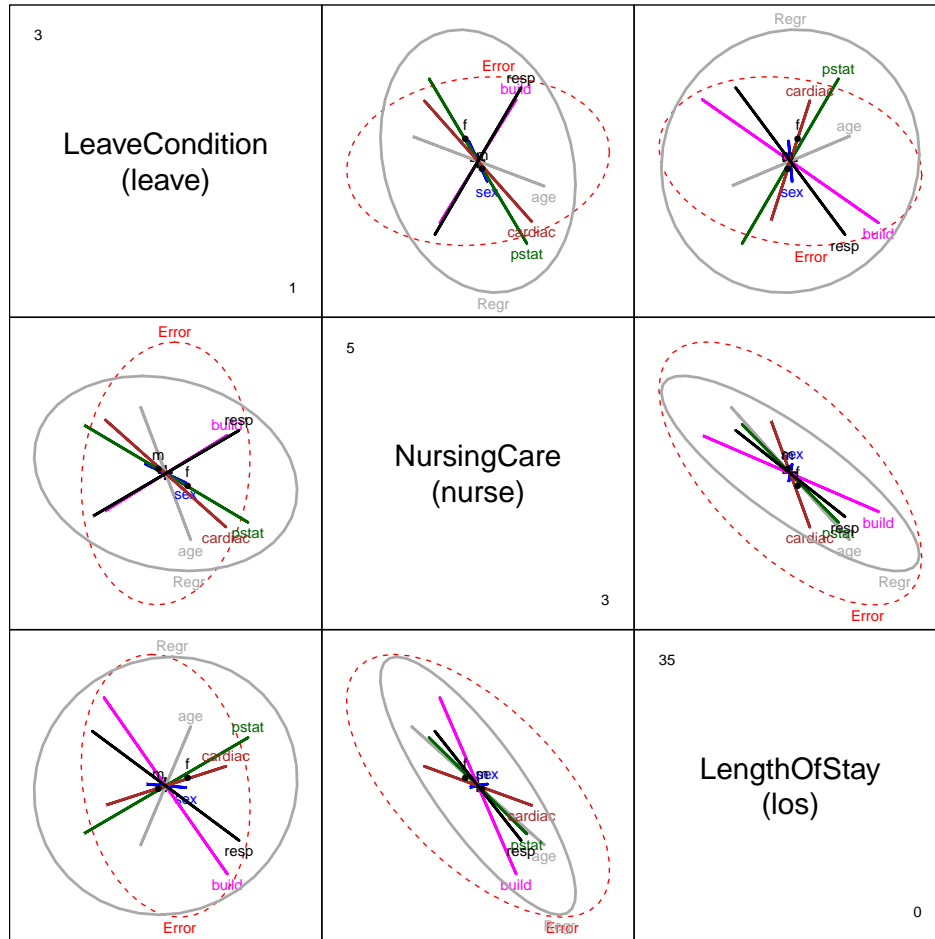 3
LeaveCondition
(leave)
1
Error
resp
build
f
m
sex
age
cardiac
pstat
Regr
Regr
pstat
cardiac
f
age
m
sex
build
resp
Error
Error
resp
build
m
f
sex
pstat
cardiac
age
Regr
5
NursingCare
(nurse)
3
m
sex
f
build
resp
pstat
cardiac
age
Regr
Error
Regr
age
pstat
cardiac
f
m
sex
resp
build
Error
f
m
sex
cardiac
pstat
resp
age
build
Regr
Error
35
LengthOfStay
(los)
0